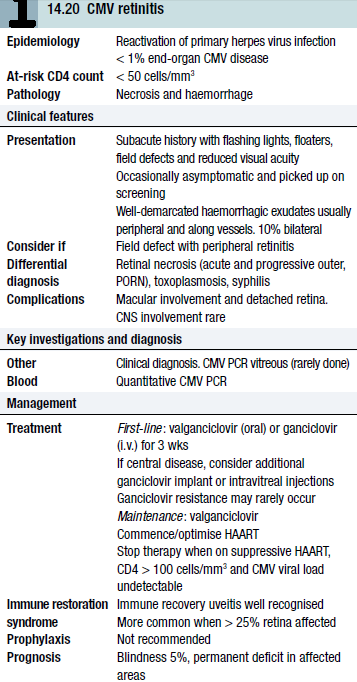 1 14.20 CMV retinitis
Epidemiology Reactivation of primary herpes virus infection
< 1% end-organ CMV disease
At-risk CD4 count < 50 cells/mm³
Pathology Necrosis and haemorrhage
Clinical features
Presentation Subacute history with flashing lights, floaters,
field defects and reduced visual acuity
Occasionally asymptomatic and picked up on
screening
Well-demarcated haemorrhagic exudates usually
peripheral and along vessels. 10% bilateral
Consider if Field defect with peripheral retinitis
Differential Retinal necrosis (acute and progressive outer,
diagnosis PORN), toxoplasmosis, syphilis
Complications Macular involvement and detached retina.
CNS involvement rare
Key investigations and diagnosis
Other Clinical diagnosis. CMV PCR vitreous (rarely done)
Blood Quantitative CMV PCR
Management
Treatment First-line: valganciclovir (oral) or ganciclovir
(i.v.) for 3 wks
If central disease, consider additional
ganciclovir implant or intravitreal injections
Ganciclovir resistance may rarely occur
Maintenance: valganciclovir
Commence/optimise HAART
Stop therapy when on suppressive HAART,
CD4 > 100 cells/mm³ and CMV viral load
undetectable
Immune restoration Immune recovery uveitis well recognised
syndrome More common when > 25% retina affected
Prophylaxis Not recommended
Prognosis Blindness 5%, permanent deficit in affected
areas